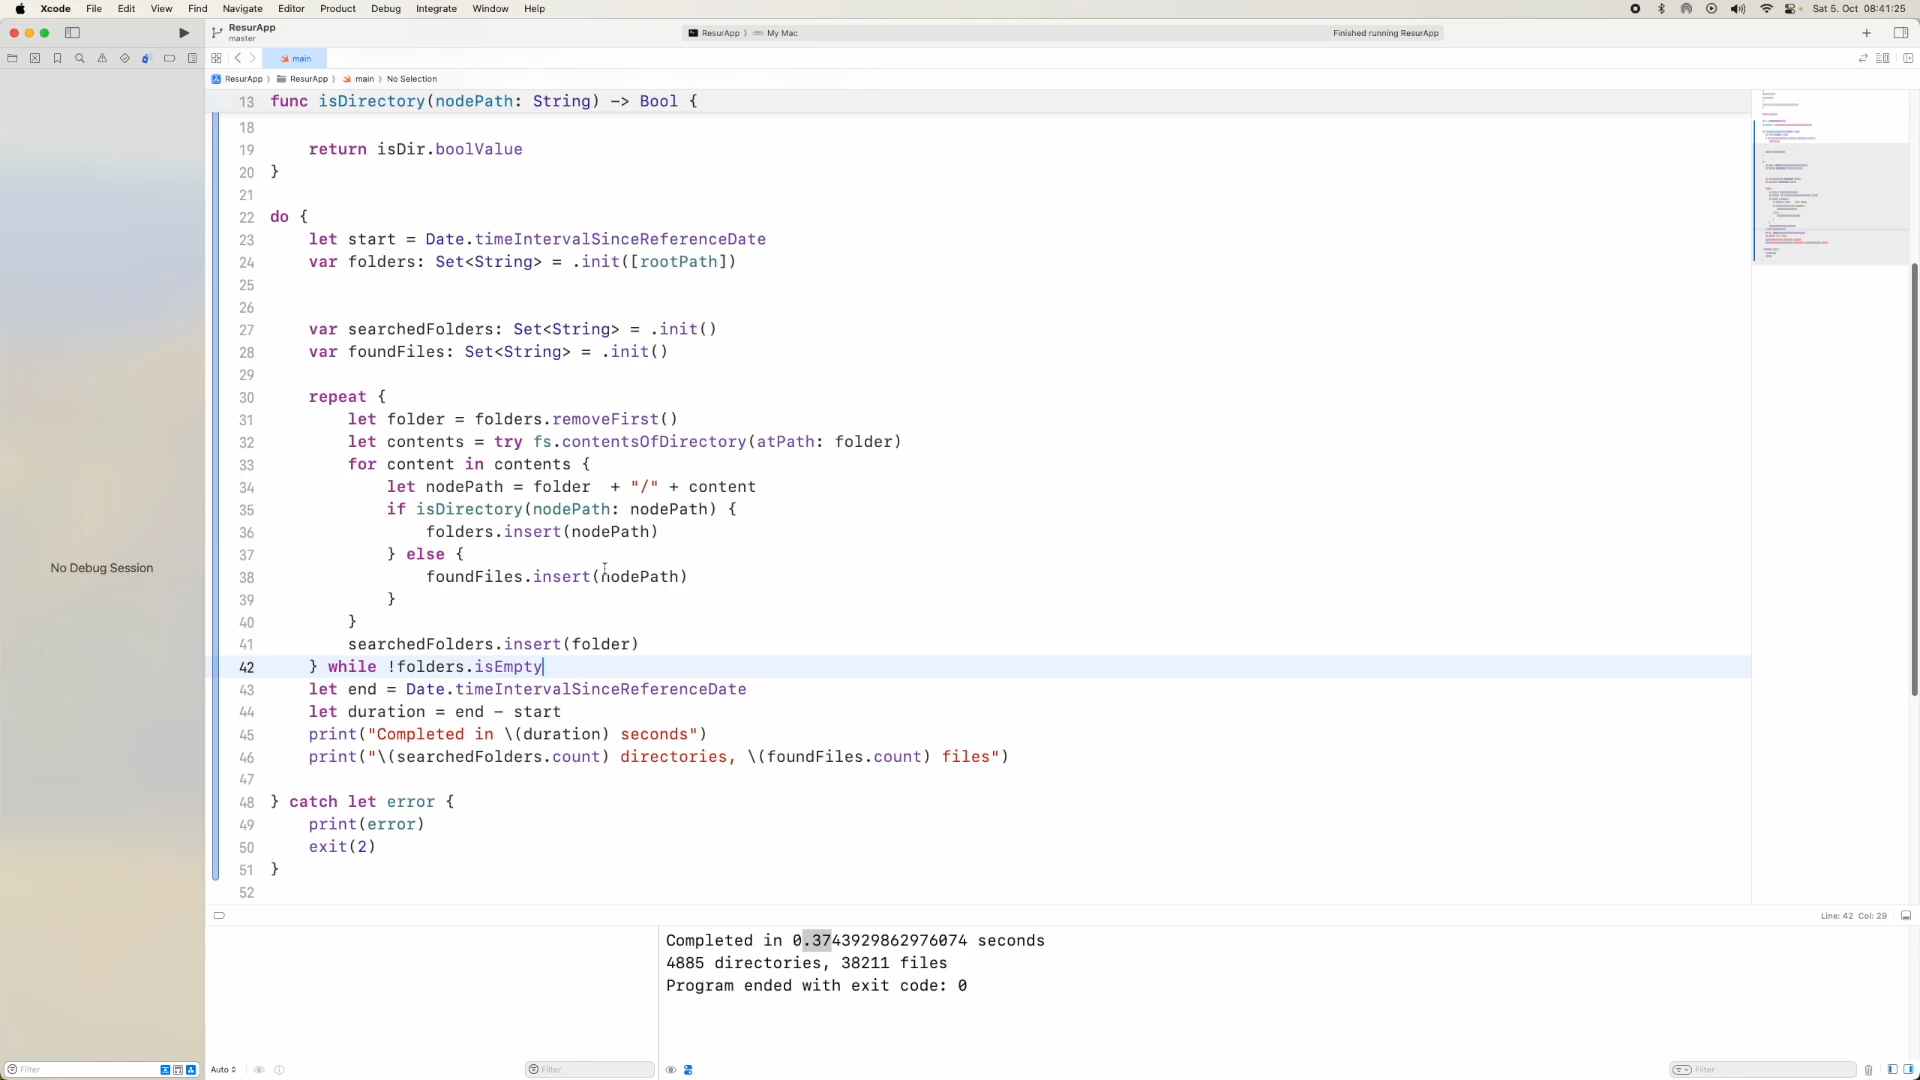 Xcode File Edit View Find Navigate Editor Product Debug Integrate Window Help Sat 5. Oct 08:41:25
ResurApp
master
ResurApp 〉 My Mac
Finished running ResurApp
main
ResurApp 〉 ResurApp 〉 main 〉 No Selection
13 func isDirectory(nodePath: String) -> Bool {
18
19 return isDir.boolValue
20 }
21
22 do {
23 let start = Date.timeIntervalSinceReferenceDate
24 var folders: Set<String> = .init([rootPath])
25
26
27 var searchedFolders: Set<String> = .init()
28 var foundFiles: Set<String> = .init()
29
30 repeat {
31 let folder = folders.removeFirst()
32 let contents = try fs.contentsOfDirectory(atPath: folder)
33 for content in contents {
34 let nodePath = folder  + "/" + content
35 if isDirectory(nodePath: nodePath) {
36 folders.insert(nodePath)
37 } else {
38 foundFiles.insert(nodePath)
39 }
40 }
41 searchedFolders.insert(folder)
42 } while !folders.isEmpty
43 let end = Date.timeIntervalSinceReferenceDate
44 let duration = end - start
45 print("Completed in \(duration) seconds")
46 print("\(searchedFolders.count) directories, \(foundFiles.count) files")
47
48 } catch let error {
49 print(error)
50 exit(2)
51 }
52
No Debug Session
Line: 42 Col: 29
Completed in 0.3743929862976074 seconds
4885 directories, 38211 files
Program ended with exit code: 0
Filter
Auto
Filter
Filter